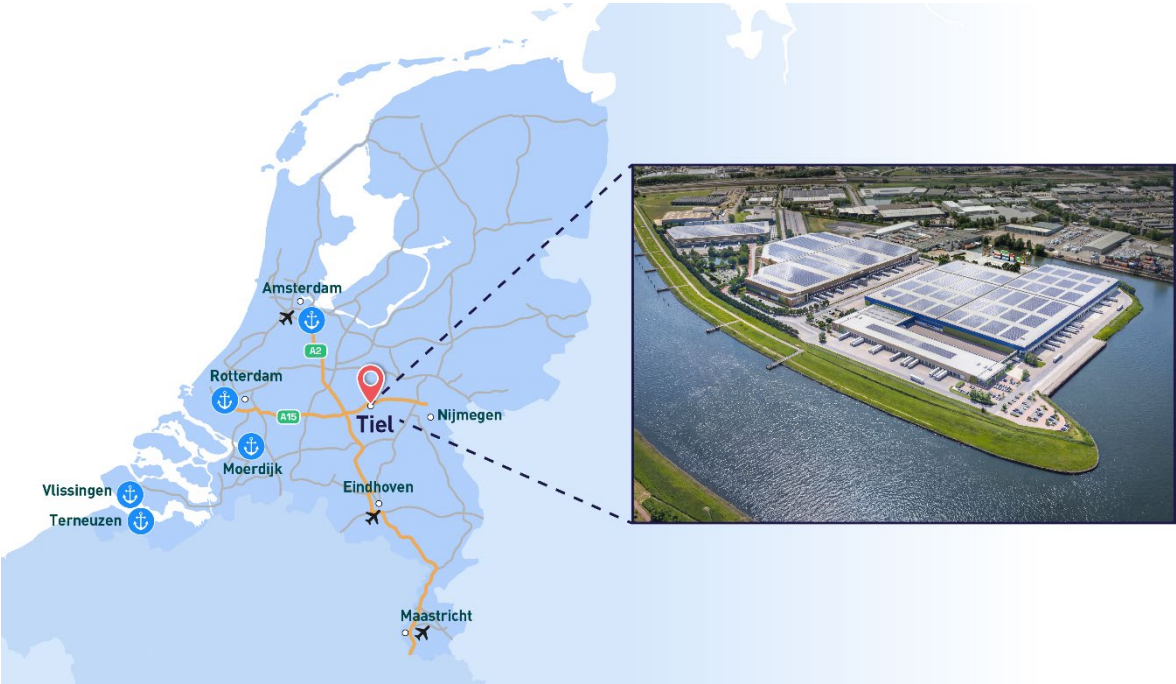 Amsterdam
A2
Rotterdam
A15
Tiel
Nijmegen
Moerdijk
Vlissingen
Eindhoven
Terneuzen
Maastricht